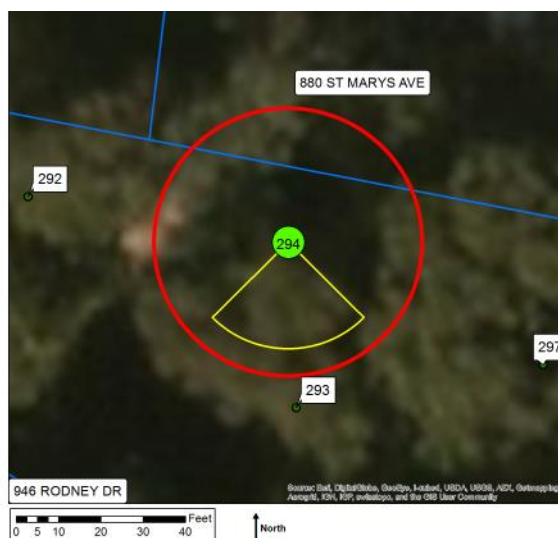 880 ST MARYS AVE
292
294
297
293
946 RODNEY DR
Source: Esri, DigitalGlobe, GeoEye, i-cubed, USDA, USGS, AEX, Getmapping,
Aerogrid, IGN, IGP, swisstopo, and the GIS User Community
Feet
0 5 10 20 30 40
North